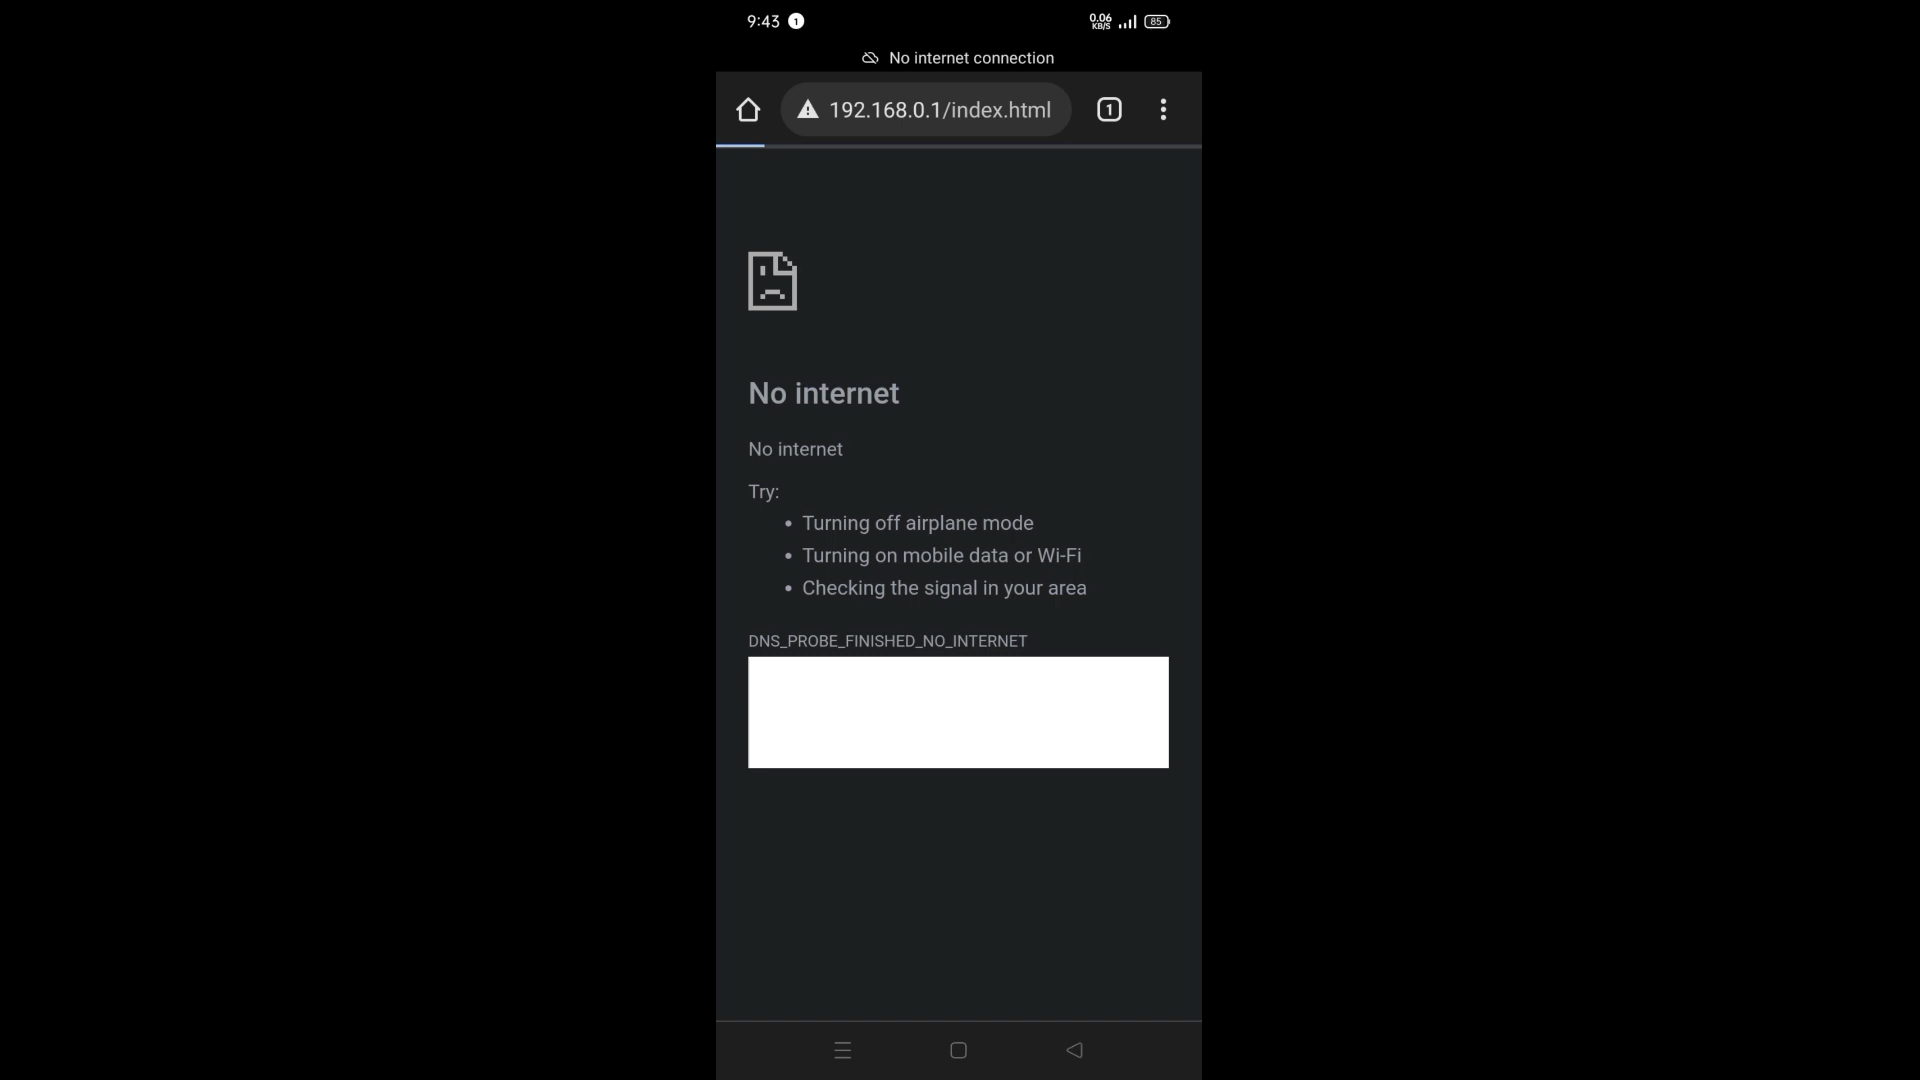 9:43 1 0.06 KB/S 85
No internet connection
192.168.0.1/index.html 1
No internet
No internet
Try:
• Turning off airplane mode
• Turning on mobile data or Wi-Fi
• Checking the signal in your area
DNS_PROBE_FINISHED_NO_INTERNET